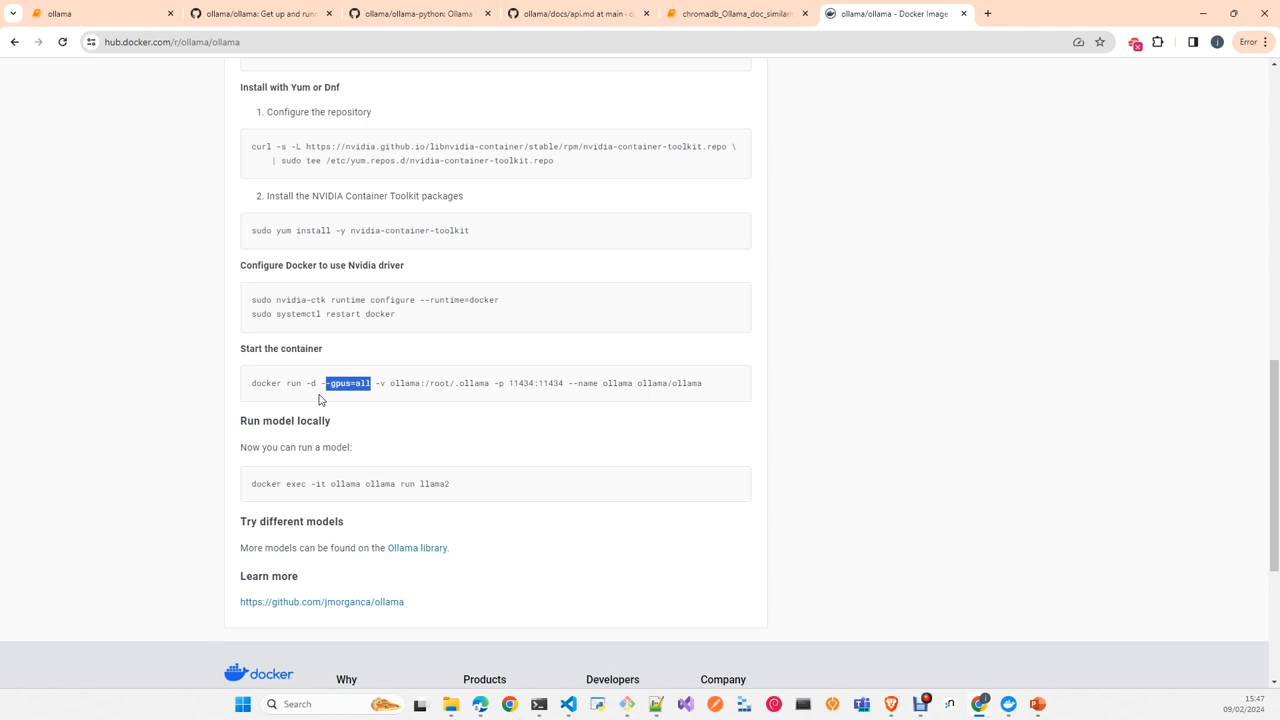 ollama
ollama/ollama: Get up and runn
ollama/ollama-python: Ollama
ollama/docs/api.md at main · o
chromadb_Ollama_doc_similarit
ollama/ollama - Docker Image
hub.docker.com/r/ollama/ollama
Error
Install with Yum or Dnf
1. Configure the repository
curl -s -L https://nvidia.github.io/libnvidia-container/stable/rpm/nvidia-container-toolkit.repo \
| sudo tee /etc/yum.repos.d/nvidia-container-toolkit.repo
2. Install the NVIDIA Container Toolkit packages
sudo yum install -y nvidia-container-toolkit
Configure Docker to use Nvidia driver
sudo nvidia-ctk runtime configure --runtime=docker
sudo systemctl restart docker
Start the container
docker run -d --gpus=all -v ollama:/root/.ollama -p 11434:11434 --name ollama ollama/ollama
Run model locally
Now you can run a model:
docker exec -it ollama ollama run llama2
Try different models
More models can be found on the Ollama library.
Learn more
https://github.com/jmorganca/ollama
docker
Why
Products
Developers
Company
Search
15:47
09/02/2024